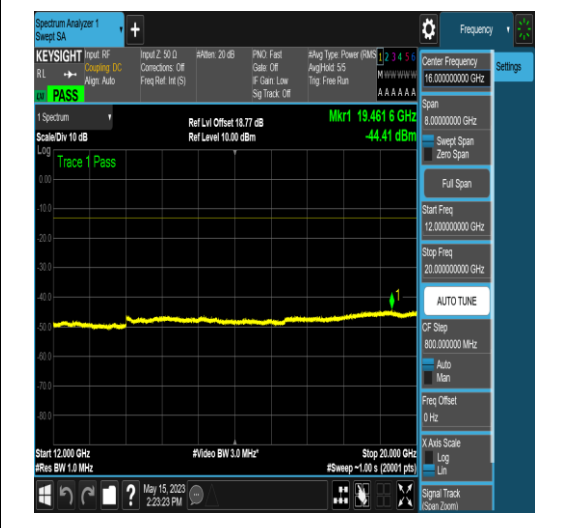 Spectrum Analyzer 1
Swept SA
+
Frequency
KEYSIGHT
RL
PASS
Input: RF
Coupling: DC
Align: Auto
Input Z: 50 Ω
Corrections: Off
Freq Ref: Int (S)
#Atten: 20 dB
PNO: Fast
Gate: Off
IF Gain: Low
Sig Track: Off
#Avg Type: Power (RMS
Avg|Hold: 5/5
Trig: Free Run
1 2 3 4 5 6
M W W W W W
A A A A A A
1 Spectrum
Scale/Div 10 dB
Ref Lvl Offset 18.77 dB
Ref Level 10.00 dBm
Mkr1 19.461 6 GHz
-44.41 dBm
Log
Trace 1 Pass
0.00
-10.0
-20.0
-30.0
-40.0
-50.0
-60.0
-70.0
-80.0
1
Start 12.000 GHz
#Res BW 1.0 MHz
#Video BW 3.0 MHz*
Stop 20.000 GHz
#Sweep ~1.00 s (20001 pts)
?
May 15, 2023
2:23:23 PM
Center Frequency
16.000000000 GHz
Settings
Span
8.00000000 GHz
Swept Span
Zero Span
Full Span
Start Freq
12.000000000 GHz
Stop Freq
20.000000000 GHz
AUTO TUNE
CF Step
800.000000 MHz
Auto
Man
Freq Offset
0 Hz
X Axis Scale
Log
Lin
Signal Track
(Span Zoom)